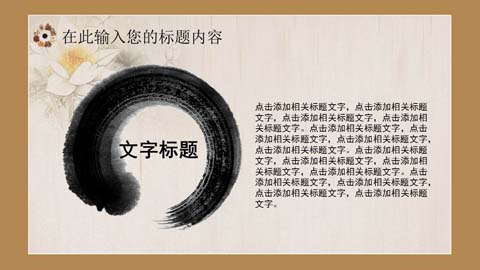 在此输入您的标题内容
文字标题
点击添加相关标题文字，点击添加相关标题
文字，点击添加相关标题文字，点击添加相
关标题文字。点击添加相关标题文字，点击
添加相关标题文字，点击添加相关标题文字，
点击添加相关标题文字。点击添加相关标题
文字，点击添加相关标题文字，点击添加相
关标题文字，点击添加相关标题文字。点击
添加相关标题文字，点击添加相关标题文字，
点击添加相关标题文字，点击添加相关标题
文字。